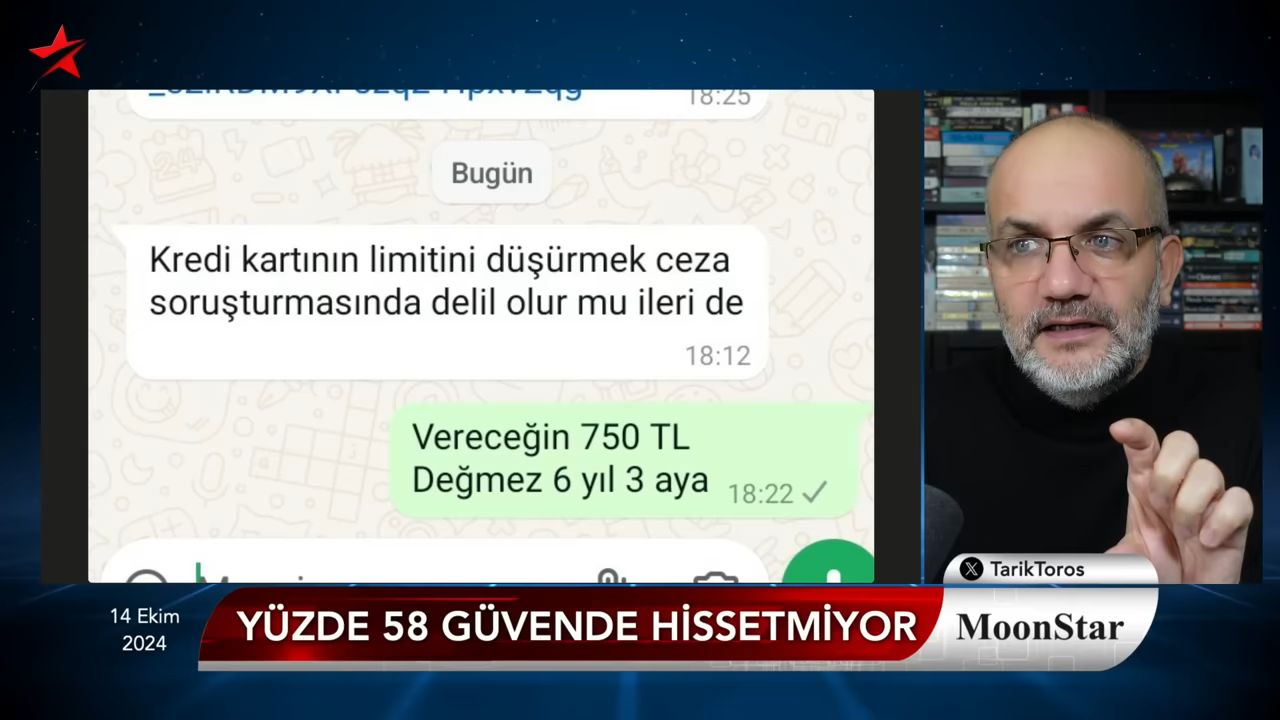 18:25
Bugün
Kredi kartının limitini düşürmek ceza
soruşturmasında delil olur mu ileri de
18:12
Vereceğin 750 TL
Değmez 6 yıl 3 aya
18:22
X TarikToros
14 Ekim
2024
YÜZDE 58 GÜVENDE HİSSETMİYOR
MoonStar